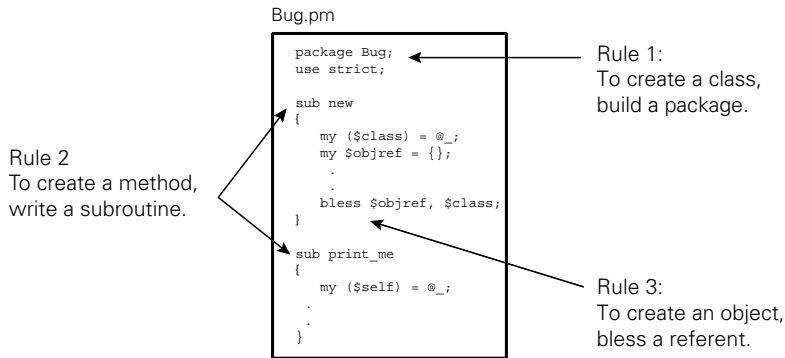 Bug.pm
package Bug;
use strict;
sub new
{
my ($class) = @_;
my $objref = {};
.
.
bless $objref, $class;
}
sub print_me
{
my ($self) = @_;
.
.
}
Rule 1:
To create a class,
build a package.
Rule 2
To create a method,
write a subroutine.
Rule 3:
To create an object,
bless a referent.